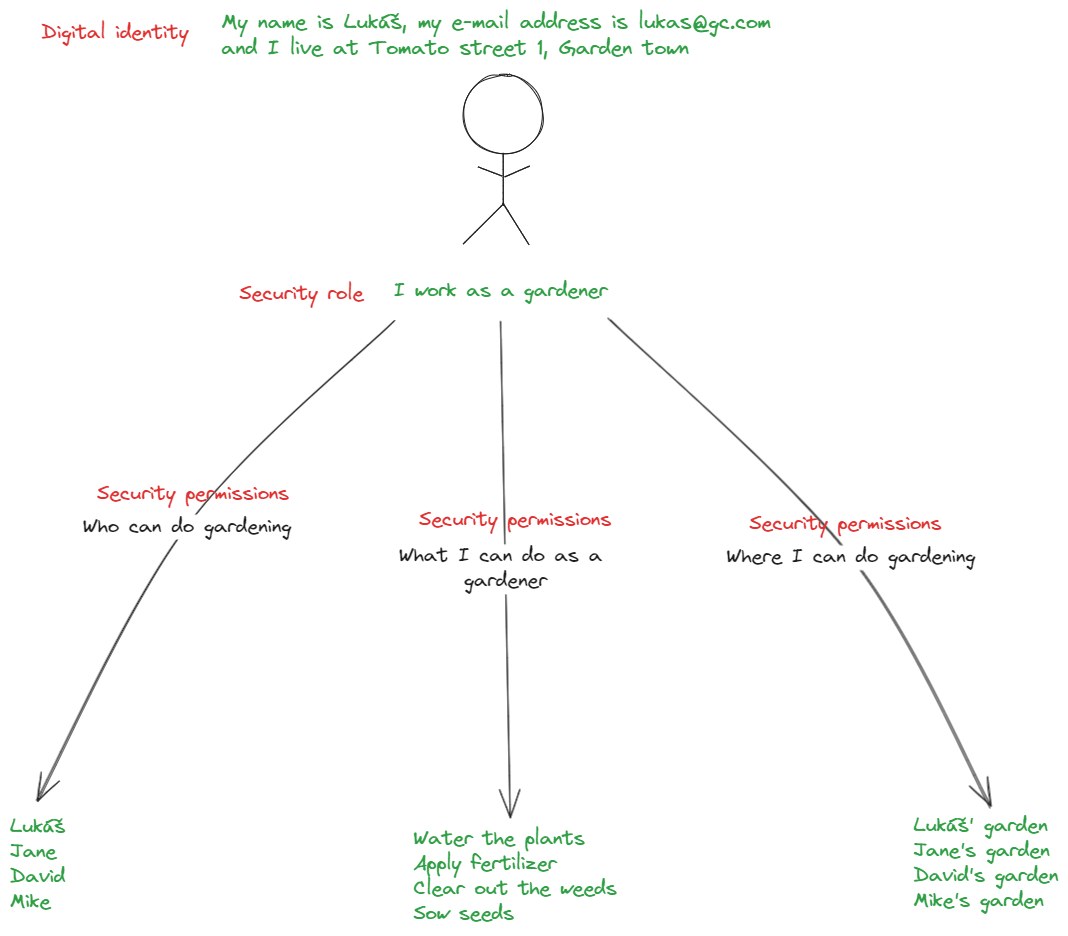 Digital identity
My name is Lukáš, my e-mail address is lukas@gc.com
and I live at Tomato street 1, Garden town
Security role
I work as a gardener
Security permissions
Who can do gardening
Security permissions
What I can do as a
gardener
Security permissions
Where I can do gardening
Lukáš
Jane
David
Mike
Water the plants
Apply fertilizer
Clear out the weeds
Sow seeds
Lukáš' garden
Jane's garden
David's garden
Mike's garden